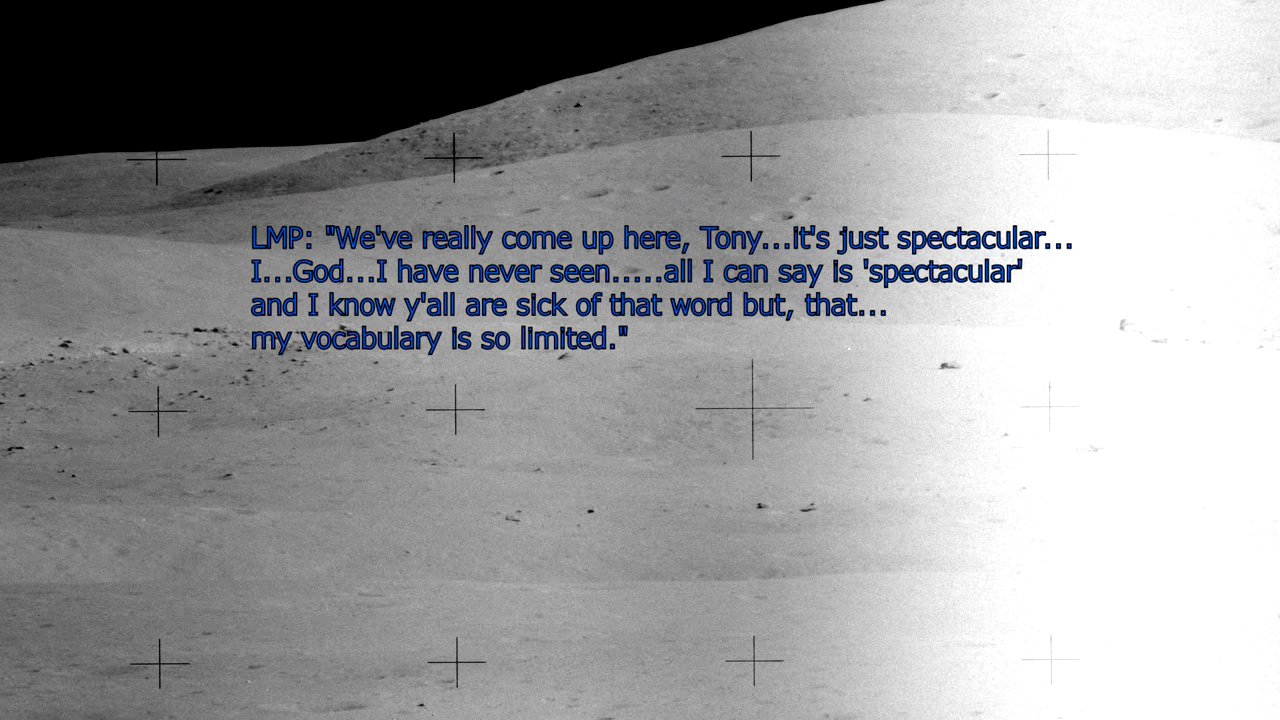 LMP: "We've really come up here, Tony...it's just spectacular...
I...God...I have never seen.....all I can say is 'spectacular'
and I know y'all are sick of that word but, that...
my vocabulary is so limited."